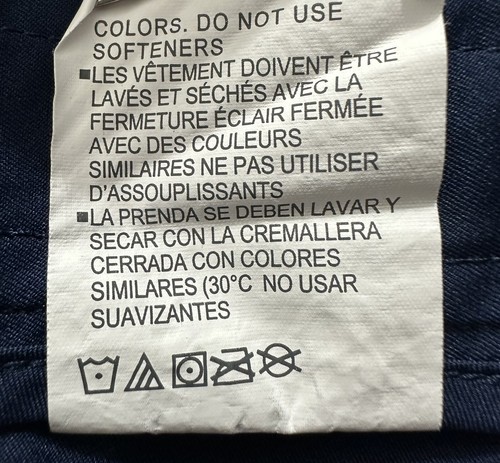 COLORS. DO NOT USE
SOFTENERS
■LES VÊTEMENT DOIVENT ÊTRE
LAVÉS ET SÉCHÉS AVEC LA
FERMETURE ÉCLAIR FERMÉE
AVEC DES COULEURS
SIMILAIRES NE PAS UTILISER
D'ASSOUPLISSANTS
■LA PRENDA SE DEBEN LAVAR Y
SECAR CON LA CREMALLERA
CERRADA CON COLORES
SIMILARES (30°C NO USAR
SUAVIZANTES